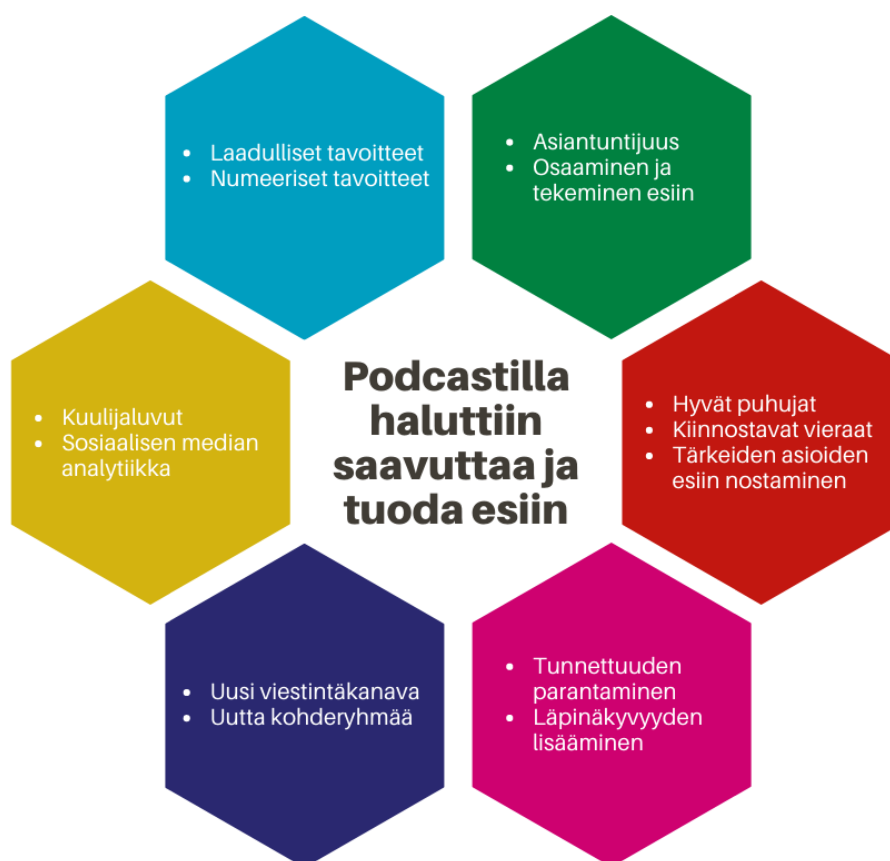 • Laadulliset tavoitteet
• Numeeriset tavoitteet
• Asiantuntijuus
• Osaaminen ja
tekeminen esiin
• Kuulijaluvut
• Sosiaalisen median
analytiikka
Podcastilla
haluttiin
saavuttaa ja
tuoda esiin
• Hyvät puhujat
• Kiinnostavat vieraat
• Tärkeiden asioiden
esiin nostaminen
• Uusi viestintäkanava
• Uutta kohderyhmää
• Tunnettuuden
parantaminen
• Läpinäkyvyyden
lisääminen